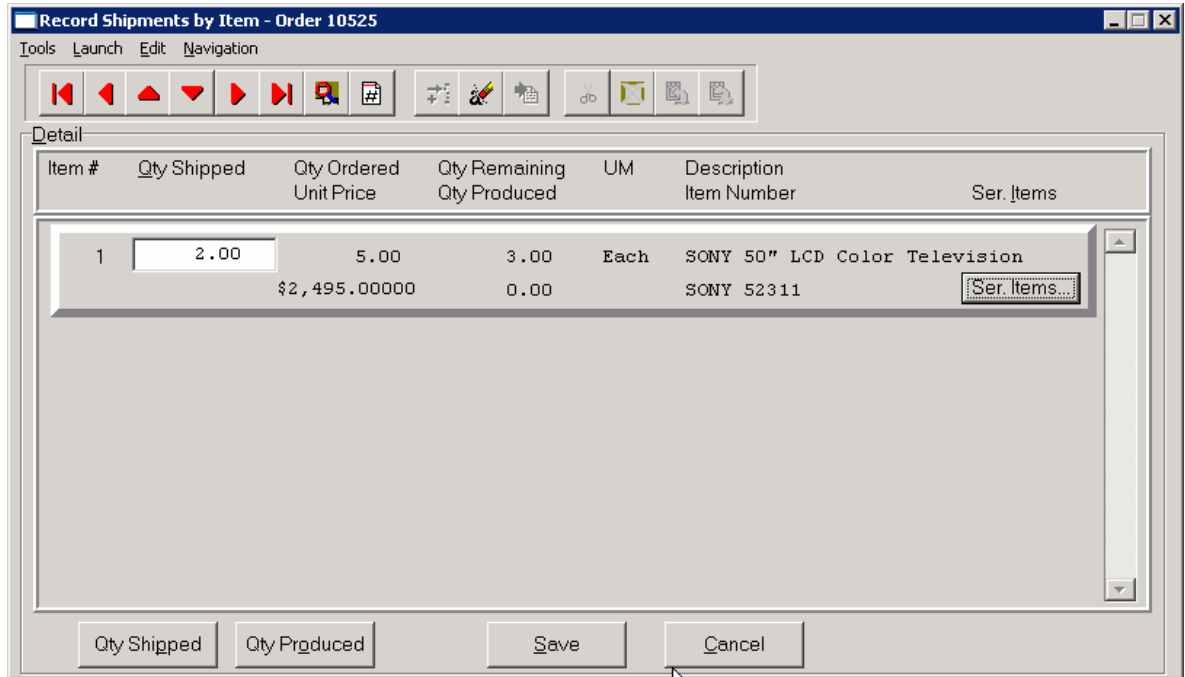 Record Shipments by Item - Order 10525
Tools Launch Edit Navigation
Detail
Item # Qty Shipped Qty Ordered Qty Remaining UM Description
Unit Price Qty Produced Item Number Ser. Items
1 2.00 5.00 3.00 Each SONY 50" LCD Color Television
$2,495.00000 0.00 SONY 52311 Ser. Items...
Qty Shipped Qty Produced Save Cancel